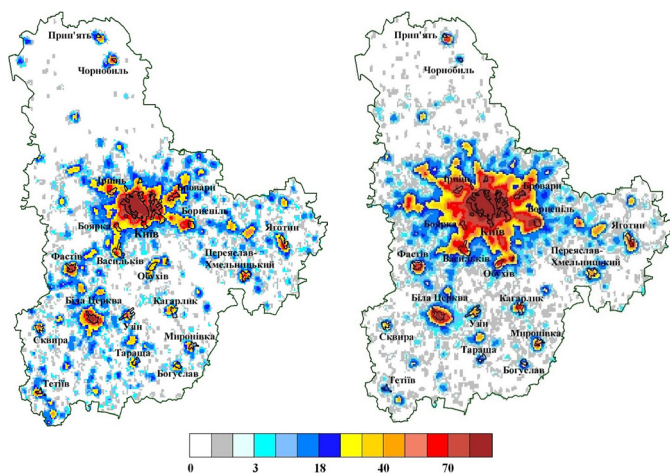 Прип'ять
Чорнобиль
Ірпінь
Бровари
Бориспіль
Київ
Боярка
Яготин
Фастів
Васильків
Обухів
Переяслав-
Хмельницький
Біла Церква
Кагарлик
Узін
Сквира
Миронівка
Тараща
Богуслав
Тетіїв
Прип'ять
Чорнобиль
Ірпінь
Бровари
Бориспіль
Київ
Боярка
Яготин
Фастів
Васильків
Обухів
Переяслав-
Хмельницький
Біла Церква
Кагарлик
Узін
Сквира
Миронівка
Тараща
Богуслав
Тетіїв
0 3 18 40 70